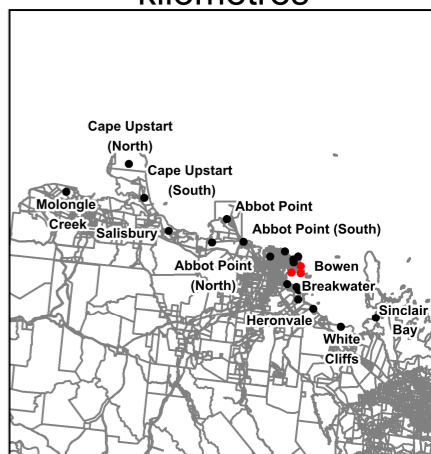 kilometres
Cape Upstart
(North)
Cape Upstart
(South)
Molongle
Creek
Salisbury
Abbot Point
Abbot Point (South)
Abbot Point
(North)
Bowen
Breakwater
Heronvale
Sinclair
Bay
White
Cliffs